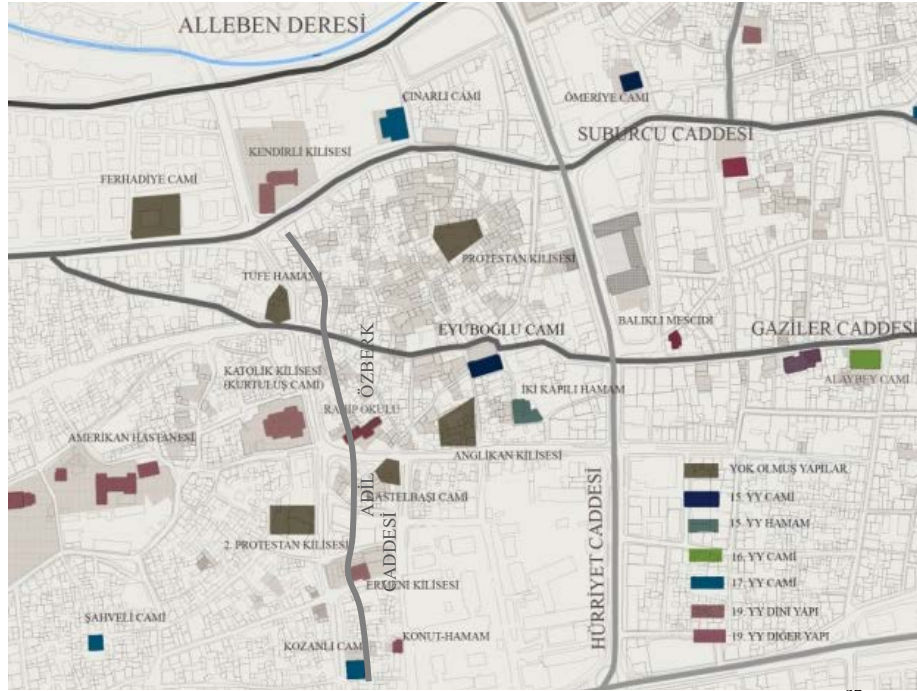 ALLEBEN DERESİ
ÇINARLI CAMİ
ÖMERİYE CAMİ
SUBURCU CADDESİ
KENDİRLİ KİLİSESİ
FERHADİYE CAMİ
PROTESTAN KİLİSESİ
TUFE HAMAMI
BALIKLI MESCİDİ
GAZİLER CADDESİ
EYUBOĞLU CAMİ
ÖZBERK
KATOLİK KİLİSESİ
(KURTULUŞ CAMİ)
ALAYBEY CAMİ
İKİ KAPILI HAMAM
RAHİP OKULU
AMERİKAN HASTANESİ
ANGLİKAN KİLİSESİ
ADİL
KASTELBAŞI CAMİ
2. PROTESTAN KİLİSESİ
CADDESİ
ERMENİ KİLİSESİ
HÜRRİYET CADDESİ
ŞAHVELİ CAMİ
KOZANLI CAMİ
KONUT-HAMAM
YOK OLMUŞ YAPILAR
15. YY CAMİ
15. YY HAMAM
16. YY CAMİ
17. YY CAMİ
19. YY DİNİ YAPI
19. YY DİĞER YAPI